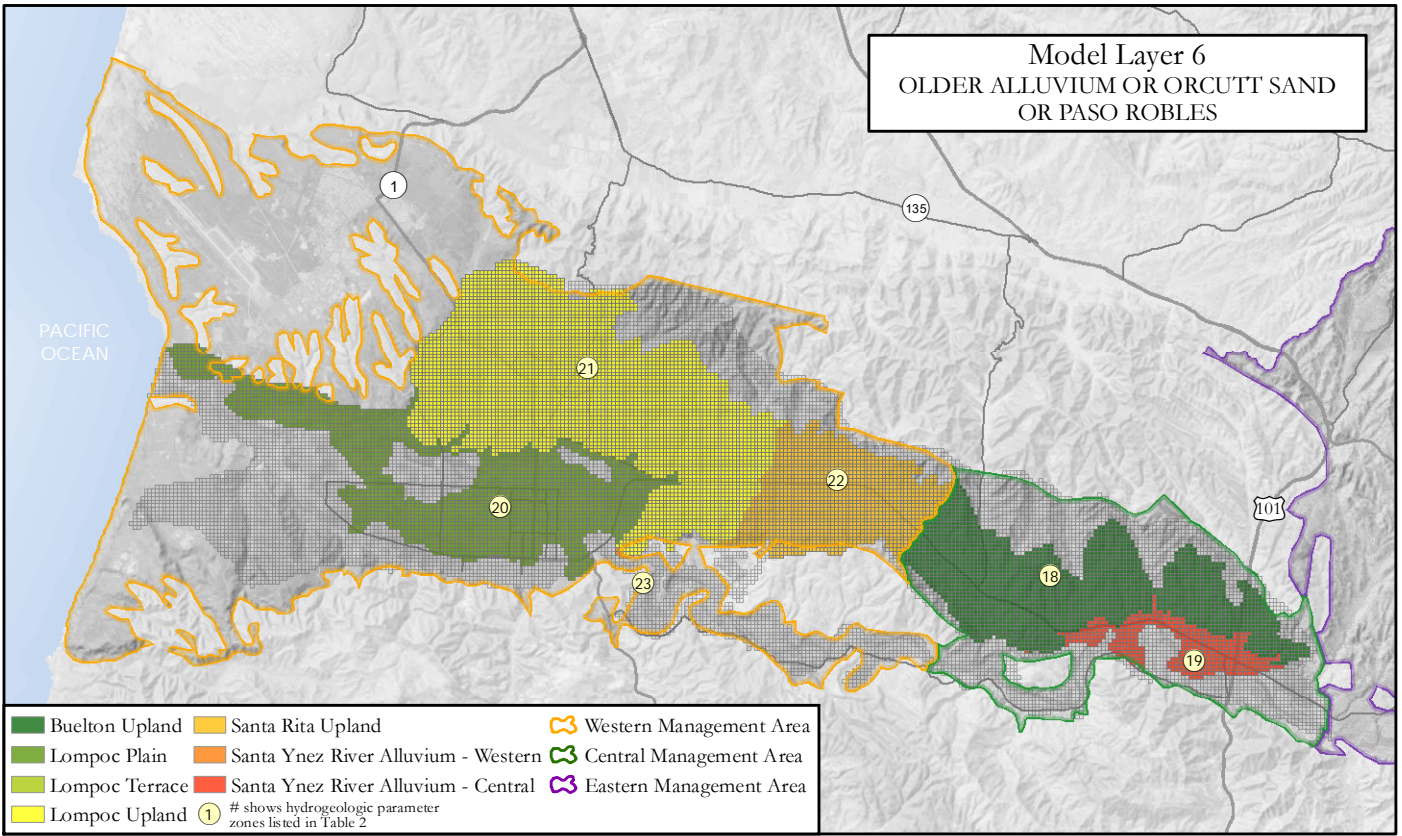 Model Layer 6
OLDER ALLUVIUM OR ORCUTT SAND
OR PASO ROBLES
1
135
PACIFIC
OCEAN
21
22
20
101
18
23
19
Buelton Upland
Lompoc Plain
Lompoc Terrace
Lompoc Upland
Santa Rita Upland
Santa Ynez River Alluvium - Western
Santa Ynez River Alluvium - Central
1 # shows hydrogeologic parameter
zones listed in Table 2
Western Management Area
Central Management Area
Eastern Management Area